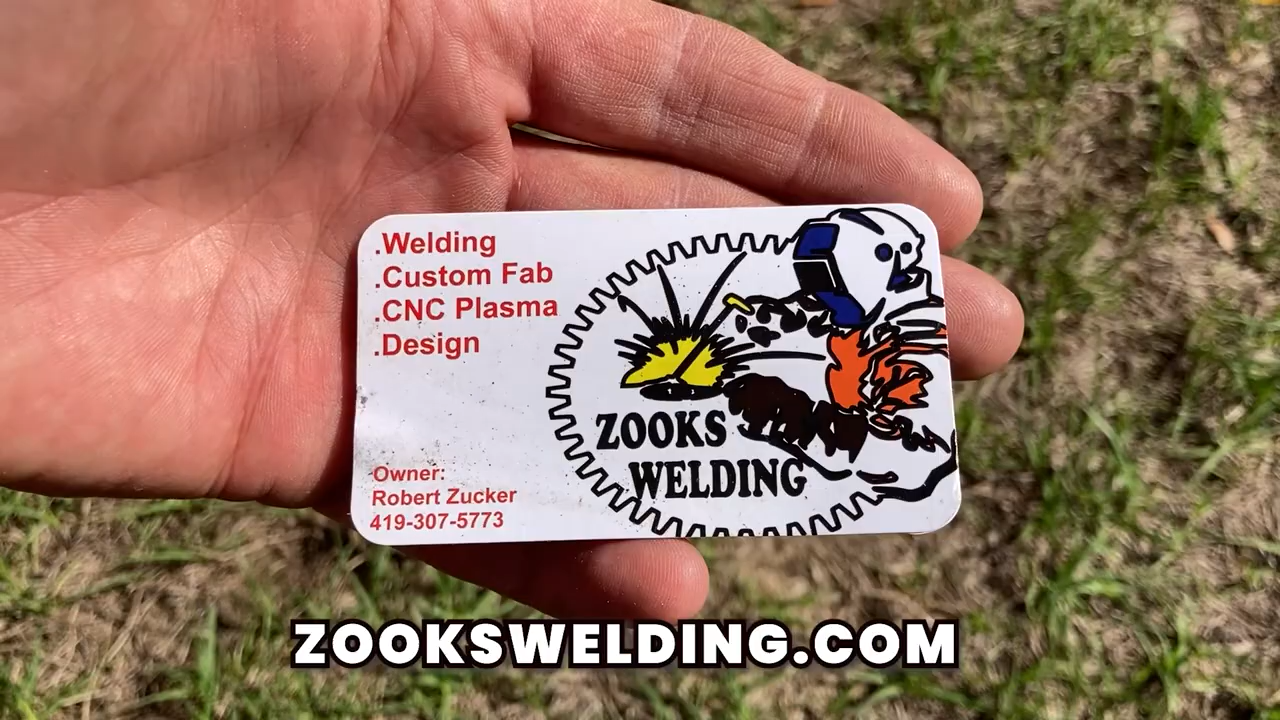 .Welding
.Custom Fab
.CNC Plasma
.Design
Owner:
Robert Zucker
419-307-5773
ZOOKS
WELDING
ZOOKSWELDING.COM